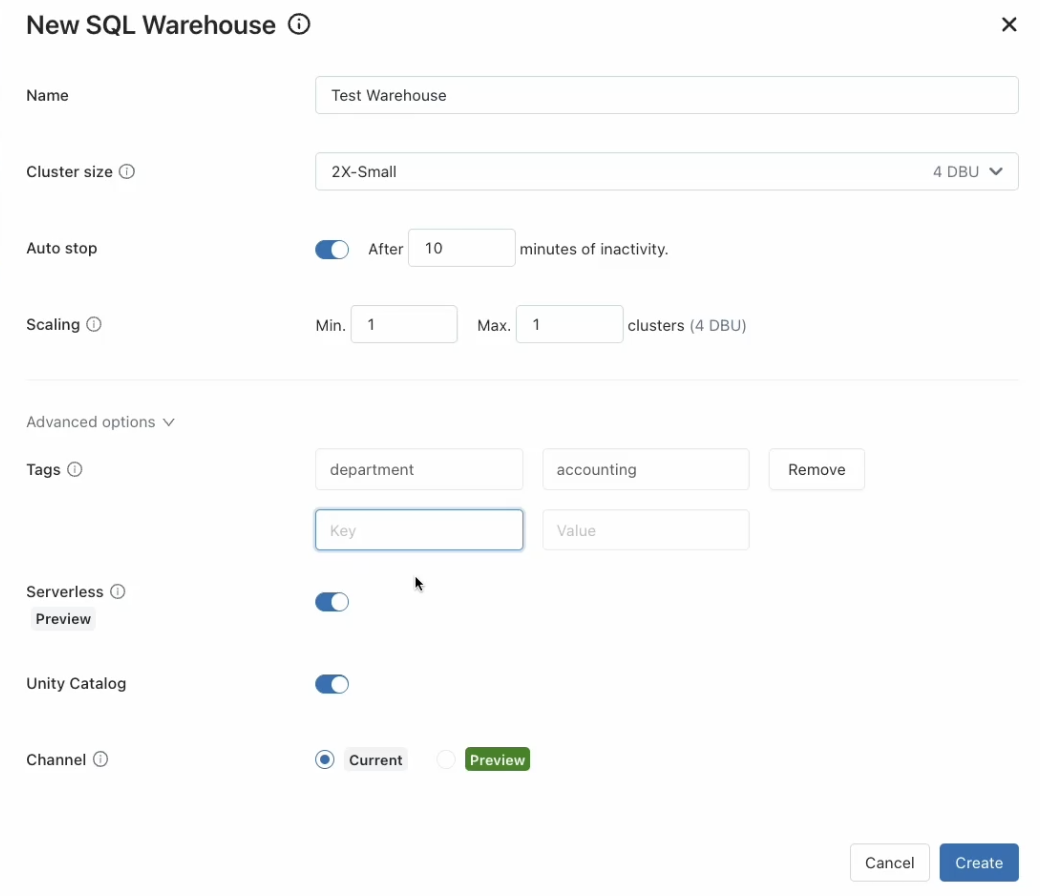 New SQL Warehouse
Name
Test Warehouse
Cluster size
2X-Small
4 DBU
Auto stop
After 10 minutes of inactivity.
Scaling
Min. 1 Max. 1 clusters (4 DBU)
Advanced options
Tags
department accounting Remove
Key Value
Serverless
Preview
Unity Catalog
Channel
Current Preview
Cancel Create